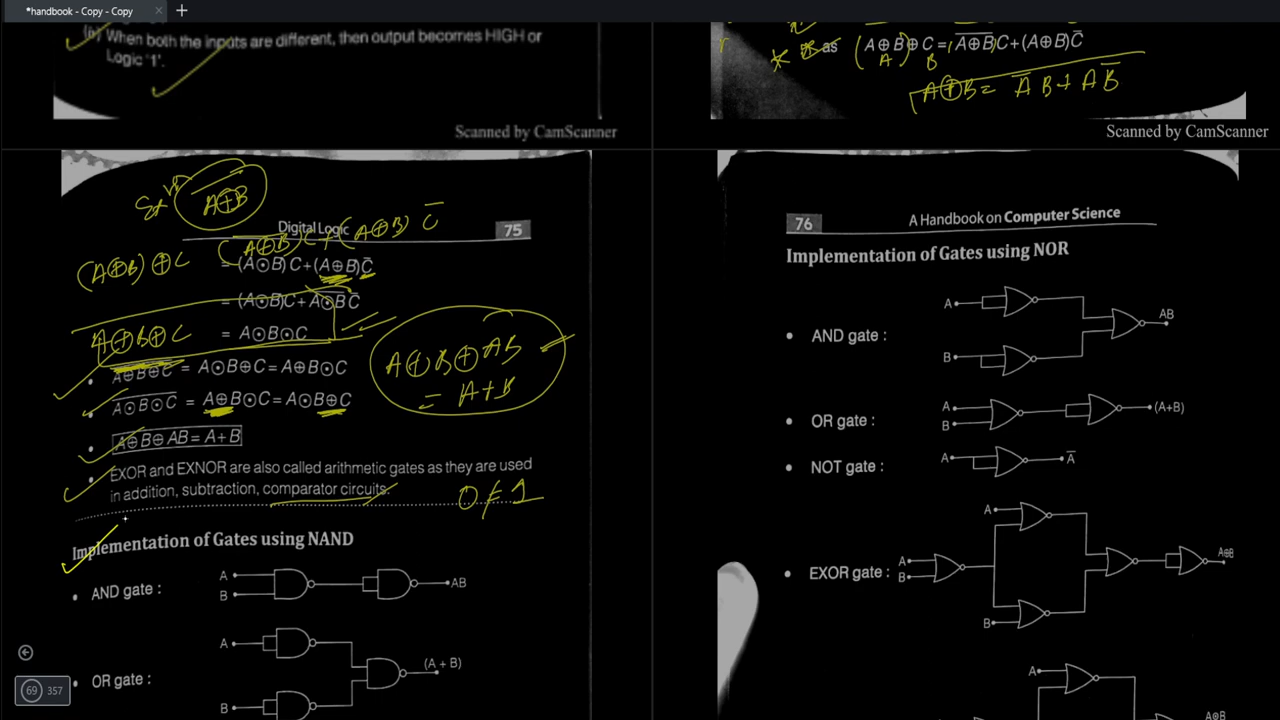 *handbook - Copy - Copy
(b) When both the inputs are different, then output becomes HIGH or
Logic '1'.
Scanned by CamScanner
as (A⊕B)⊕C = (A̅⊕̅B̅)C+(A⊕B)C̅
A B
A⊕B = A̅B + AB̅
Scanned by CamScanner
A̅⊕̅B̅
Digital Logic 75
(A⊕B)C + (A⊕B) C̅
(A⊕B) ⊕ C = (A⊙B)C+(A⊕B)C̅
= (A⊙B)C+A̅⊙̅B̅ C̅
A⊕B⊕C = A⊙B⊙C
• A̅⊕̅B̅⊕̅C̅ = A⊙B⊕C = A⊕B⊙C
• A̅⊙̅B̅⊙̅C̅ = A⊕B⊙C = A⊙B⊕C
• A⊕B⊕AB = A+B
A⊕B⊕AB
= A+B
• EXOR and EXNOR are also called arithmetic gates as they are used
in addition, subtraction, comparator circuits.
0≠1
Implementation of Gates using NAND
• AND gate : A B AB
• OR gate : A B (A + B)
76 A Handbook on Computer Science
Implementation of Gates using NOR
• AND gate : A B AB
• OR gate : A B (A+B)
• NOT gate : A A̅
• EXOR gate : A B A B A⊕B
A A⊙B
69 357